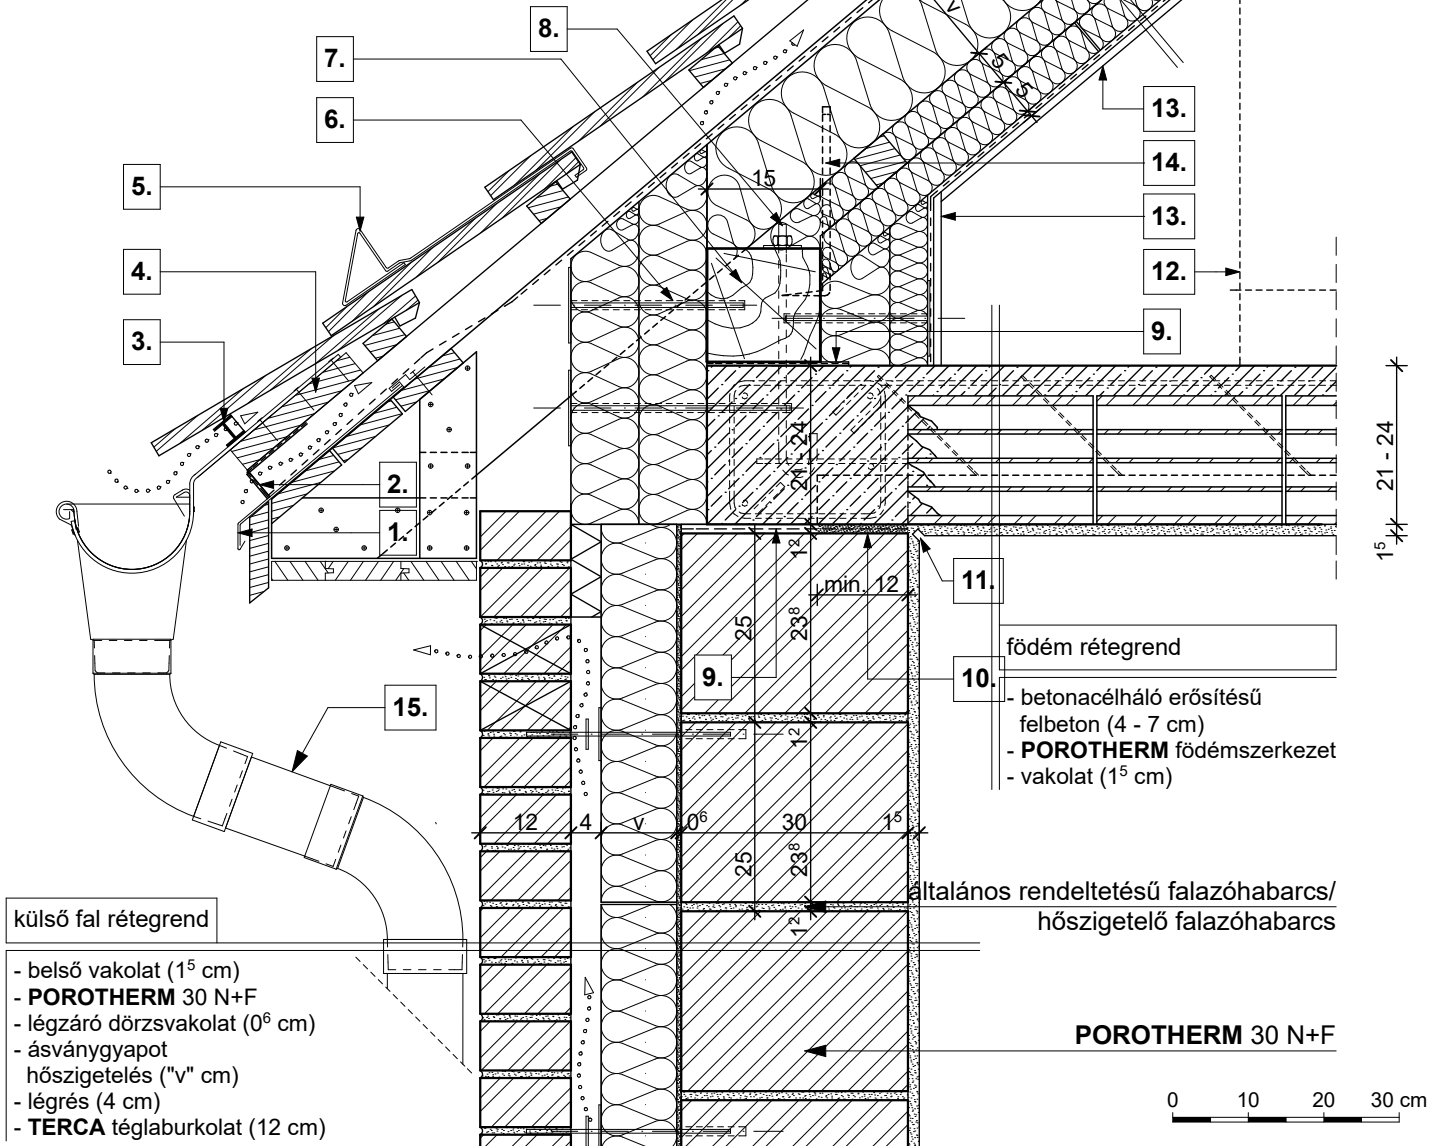 8.
7.
6.
5.
4.
3.
2.
1.
v
5
5
13.
14.
13.
12.
9.
15
21 - 24
21 - 24
1⁵
11.
min. 12
1²
25
23⁸
9.
10.
födém rétegrend
- betonacélháló erősítésű
felbeton (4 - 7 cm)
- POROTHERM födémszerkezet
- vakolat (1⁵ cm)
15.
1²
12
4
v
0⁶
30
1⁵
25
23⁸
1²
általános rendeltetésű falazóhabarcs/
hőszigetelő falazóhabarcs
külső fal rétegrend
- belső vakolat (1⁵ cm)
- POROTHERM 30 N+F
- légzáró dörzsvakolat (0⁶ cm)
- ásványgyapot
hőszigetelés ("v" cm)
- légrés (4 cm)
- TERCA téglaburkolat (12 cm)
POROTHERM 30 N+F
0 10 20 30 cm